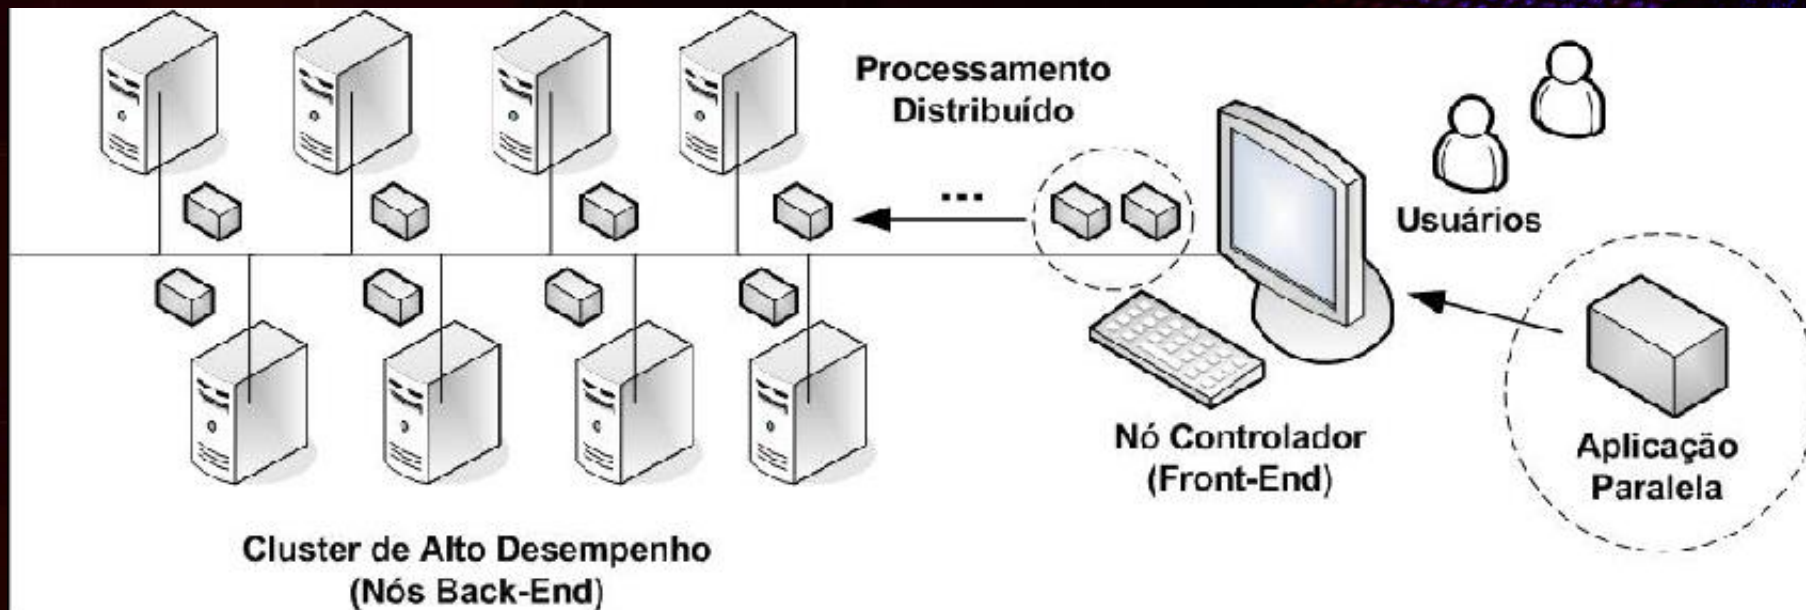 Processamento
Distribuído
...
Usuários
Nó Controlador
(Front-End)
Aplicação
Paralela
Cluster de Alto Desempenho
(Nós Back-End)